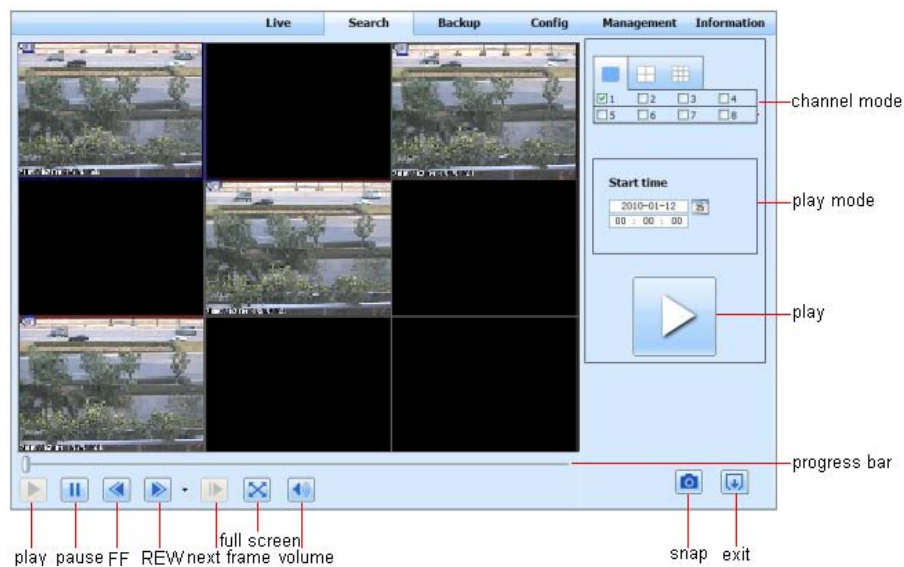 Live Search Backup Config Management Information
1 2 3 4
5 6 7 8
channel mode
Start time
2010-01-12
00 : 00 : 00
play mode
play
progress bar
full screen
play pause FF REW next frame volume
snap exit